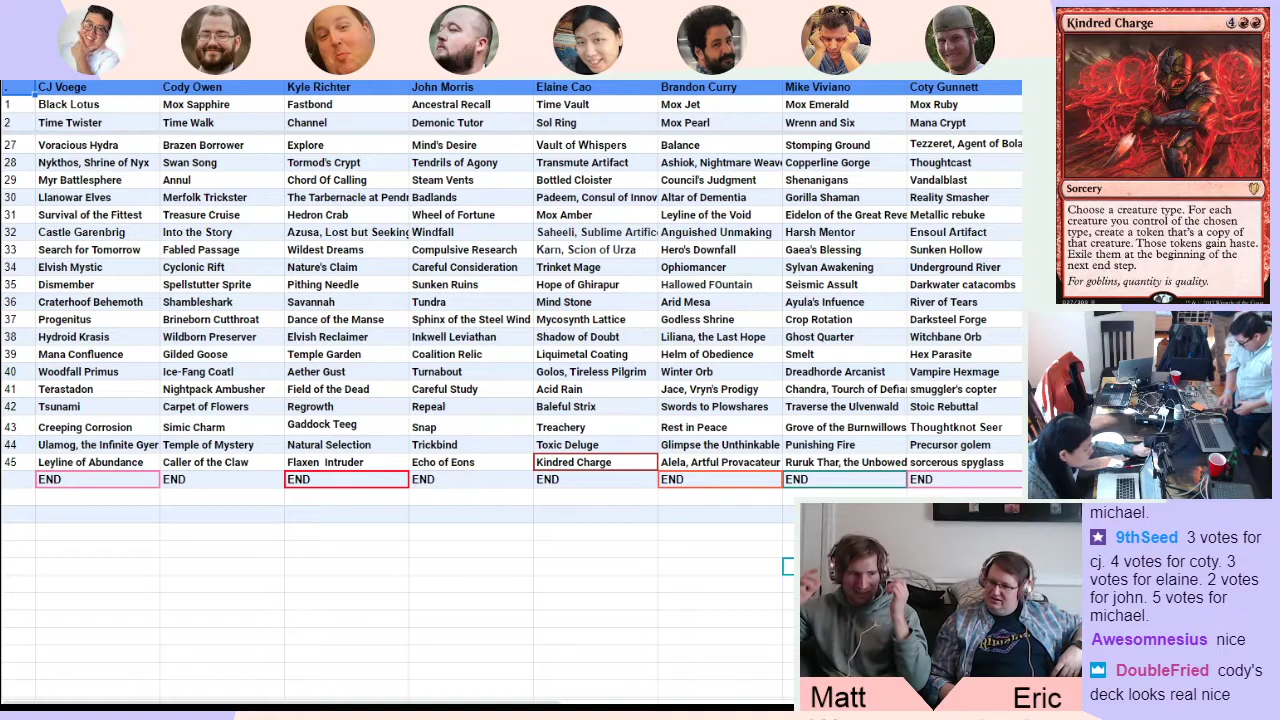 . CJ Voege Cody Owen Kyle Richter John Morris Elaine Cao Brandon Curry Mike Viviano Coty Gunnett
1 Black Lotus Mox Sapphire Fastbond Ancestral Recall Time Vault Mox Jet Mox Emerald Mox Ruby
2 Time Twister Time Walk Channel Demonic Tutor Sol Ring Mox Pearl Wrenn and Six Mana Crypt
27 Voracious Hydra Brazen Borrower Explore Mind's Desire Vault of Whispers Balance Stomping Ground Tezzeret, Agent of Bola
28 Nykthos, Shrine of Nyx Swan Song Tormod's Crypt Tendrils of Agony Transmute Artifact Ashiok, Nightmare Weave Copperline Gorge Thoughtcast
29 Myr Battlesphere Annul Chord Of Calling Steam Vents Bottled Cloister Council's Judgment Shenanigans Vandalblast
30 Llanowar Elves Merfolk Trickster The Tarbernacle at Pendr Badlands Padeem, Consul of Innov Altar of Dementia Gorilla Shaman Reality Smasher
31 Survival of the Fittest Treasure Cruise Hedron Crab Wheel of Fortune Mox Amber Leyline of the Void Eidelon of the Great Reve Metallic rebuke
32 Castle Garenbrig Into the Story Azusa, Lost but Seeking Windfall Saheeli, Sublime Artific Anguished Unmaking Harsh Mentor Ensoul Artifact
33 Search for Tomorrow Fabled Passage Wildest Dreams Compulsive Research Karn, Scion of Urza Hero's Downfall Gaea's Blessing Sunken Hollow
34 Elvish Mystic Cyclonic Rift Nature's Claim Careful Consideration Trinket Mage Ophiomancer Sylvan Awakening Underground River
35 Dismember Spellstutter Sprite Pithing Needle Sunken Ruins Hope of Ghirapur Hallowed FOuntain Seismic Assult Darkwater catacombs
36 Craterhoof Behemoth Shambleshark Savannah Tundra Mind Stone Arid Mesa Ayula's Infuence River of Tears
37 Progenitus Brineborn Cutthroat Dance of the Manse Sphinx of the Steel Wind Mycosynth Lattice Godless Shrine Crop Rotation Darksteel Forge
38 Hydroid Krasis Wildborn Preserver Elvish Reclaimer Inkwell Leviathan Shadow of Doubt Liliana, the Last Hope Ghost Quarter Witchbane Orb
39 Mana Confluence Gilded Goose Temple Garden Coalition Relic Liquimetal Coating Helm of Obedience Smelt Hex Parasite
40 Woodfall Primus Ice-Fang Coatl Aether Gust Turnabout Golos, Tireless Pilgrim Winter Orb Dreadhorde Arcanist Vampire Hexmage
41 Terastadon Nightpack Ambusher Field of the Dead Careful Study Acid Rain Jace, Vryn's Prodigy Chandra, Tourch of Defian smuggler's copter
42 Tsunami Carpet of Flowers Regrowth Repeal Baleful Strix Swords to Plowshares Traverse the Ulvenwald Stoic Rebuttal
43 Creeping Corrosion Simic Charm Gaddock Teeg Snap Treachery Rest in Peace Grove of the Burnwillows Thoughtknot Seer
44 Ulamog, the Infinite Gyer Temple of Mystery Natural Selection Trickbind Toxic Deluge Glimpse the Unthinkable Punishing Fire Precursor golem
45 Leyline of Abundance Caller of the Claw Flaxen Intruder Echo of Eons Kindred Charge Alela, Artful Provacateur Ruruk Thar, the Unbowed sorcerous spyglass
END END END END END END END END
Kindred Charge 4
Sorcery
Choose a creature type. For each
creature you control of the chosen
type, create a token that's a copy of
that creature. Those tokens gain haste.
Exile them at the beginning of the
next end step.
For goblins, quantity is quality.
michael.
9thSeed 3 votes for
cj. 4 votes for coty. 3
votes for elaine. 2 votes
for john. 5 votes for
michael.
Awesomnesius nice
DoubleFried cody's
deck looks real nice
Matt Eric